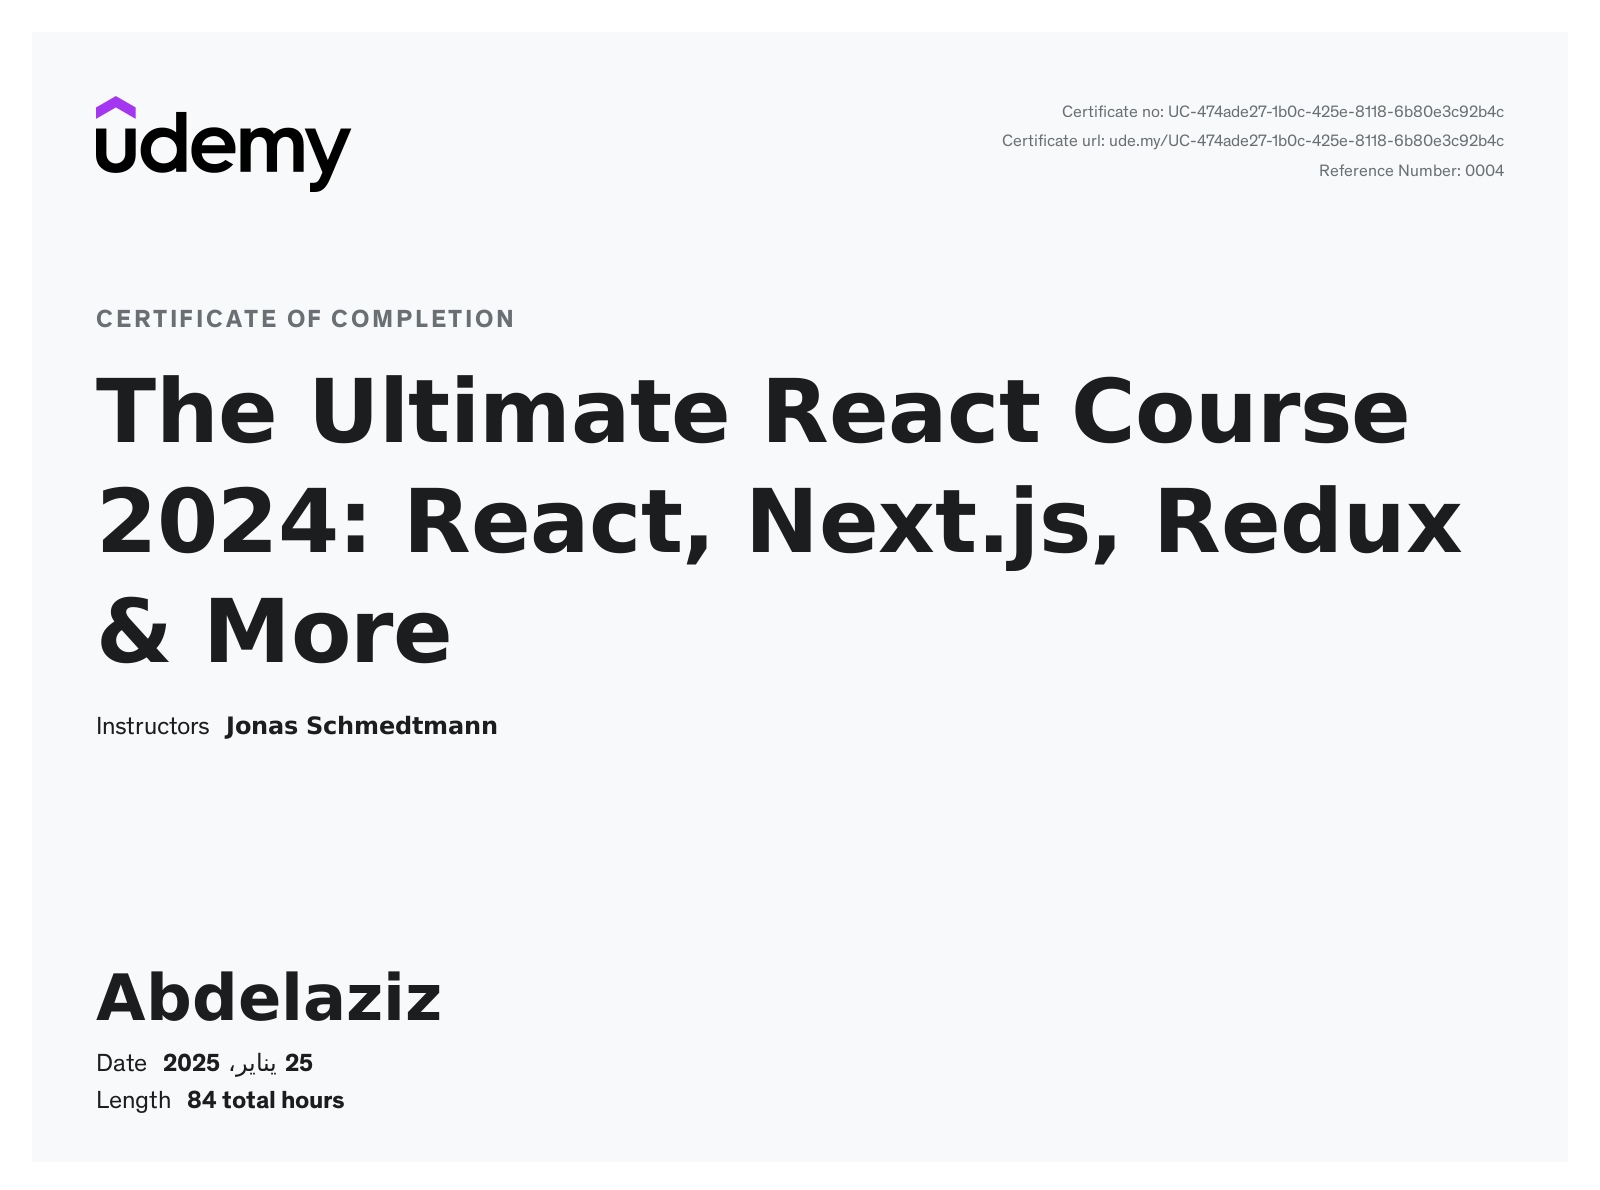 udemy
Certificate no: UC-474ade27-1b0c-425e-8118-6b80e3c92b4c
Certificate url: ude.my/UC-474ade27-1b0c-425e-8118-6b80e3c92b4c
Reference Number: 0004
CERTIFICATE OF COMPLETION
The Ultimate React Course
2024: React, Next.js, Redux
& More
Instructors Jonas Schmedtmann
Abdelaziz
Date 25 يناير، 2025
Length 84 total hours